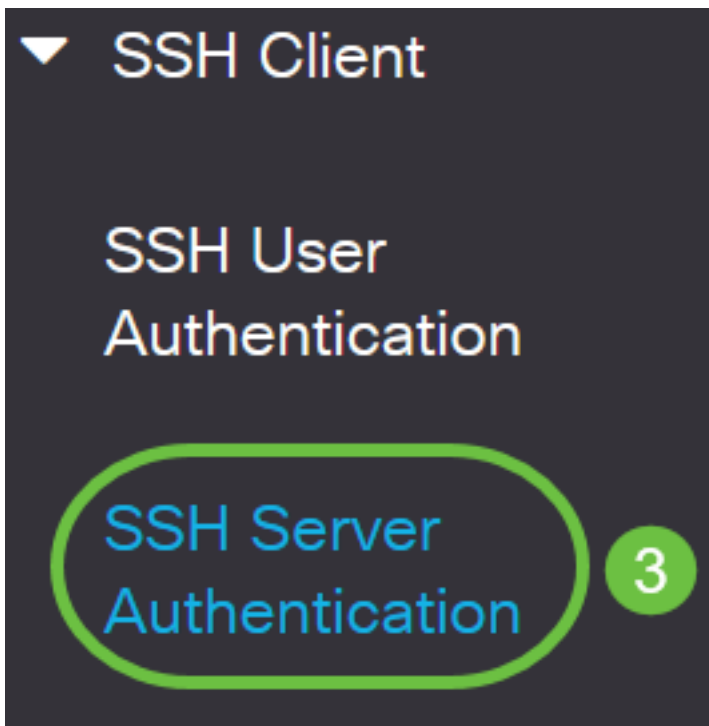 SSH Client
SSH User
Authentication
SSH Server
Authentication
3